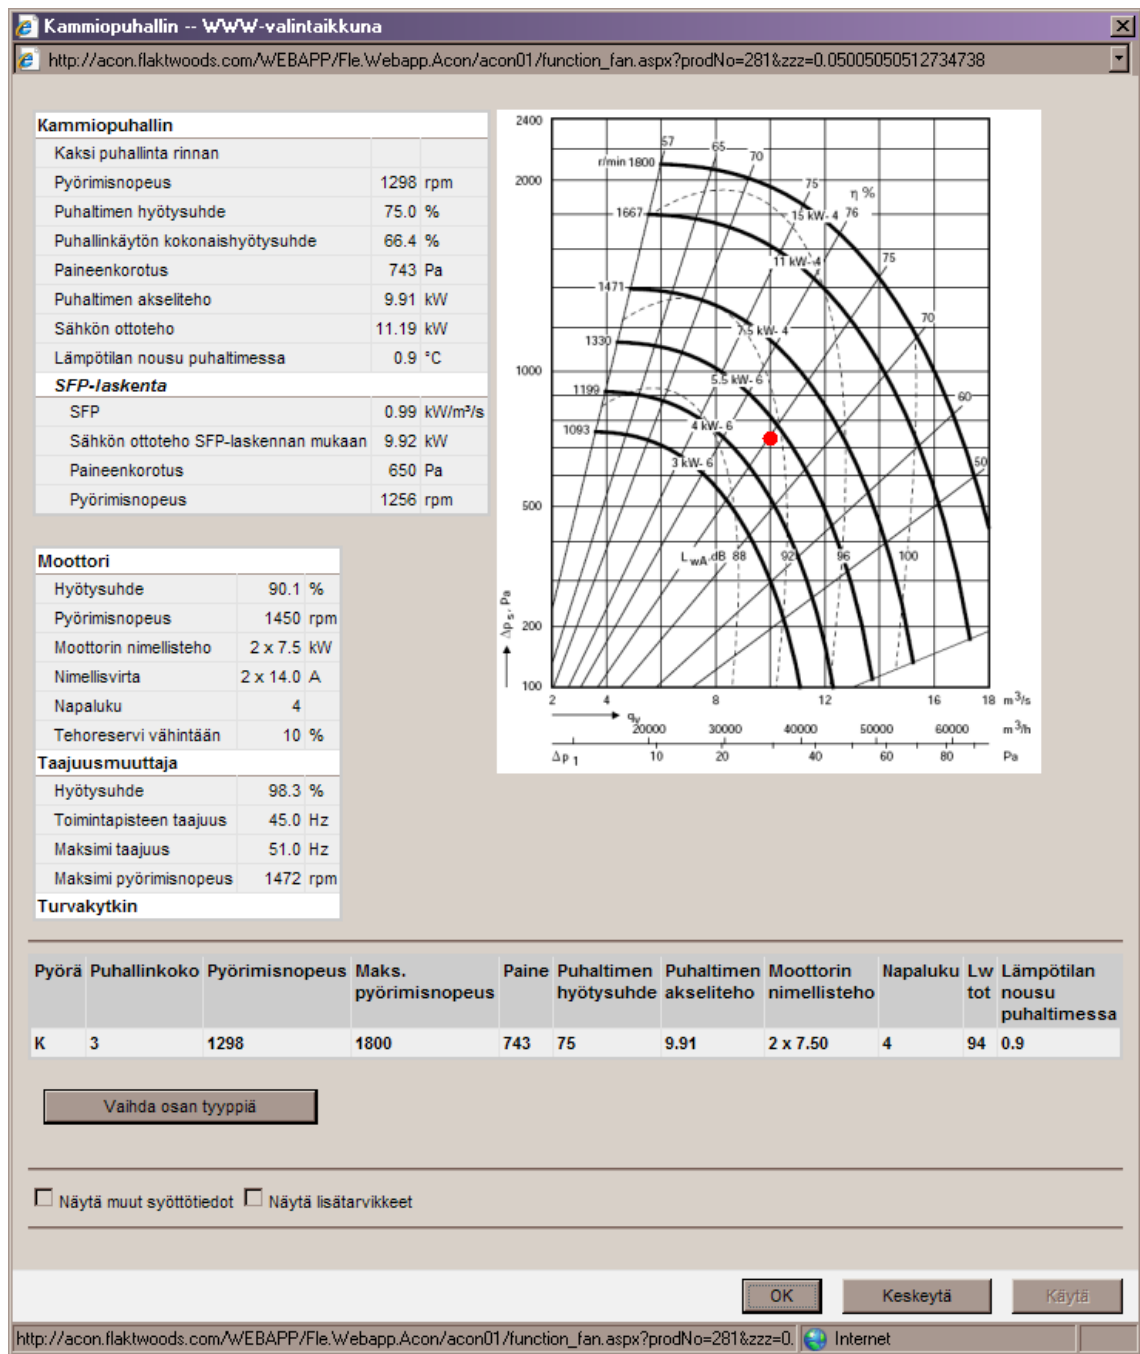 Kammiopuhallin -- WWW-valintaikkuna
http://acon.flaktwoods.com/WEBAPP/Fle.Webapp.Acon/acon01/function_fan.aspx?prodNo=281&zzz=0.05005050512734738
Kammiopuhallin
Kaksi puhallinta rinnan
Pyörimisnopeus 1298 rpm
Puhaltimen hyötysuhde 75.0 %
Puhallinkäytön kokonaishyötysuhde 66.4 %
Paineenkorotus 743 Pa
Puhaltimen akseliteho 9.91 kW
Sähkön ottoteho 11.19 kW
Lämpötilan nousu puhaltimessa 0.9 °C
SFP-laskenta
SFP 0.99 kW/m³/s
Sähkön ottoteho SFP-laskennan mukaan 9.92 kW
Paineenkorotus 650 Pa
Pyörimisnopeus 1256 rpm
2400
2000
1000
500
200
100
Δps, Pa
57
65
70
r/min 1800
75
η %
1667
15 kW- 4 76
11 kW- 4
75
1471
7.5 kW- 4
70
1330
5.5 kW- 6
1199
60
4 kW- 6
1093
3 kW- 6
50
LwA, dB 88 92 96 100
2 4 8 12 16 18 m³/s
qv
20000 30000 40000 50000 60000 m³/h
Δp1 10 20 40 60 80 Pa
Moottori
Hyötysuhde 90.1 %
Pyörimisnopeus 1450 rpm
Moottorin nimellisteho 2 x 7.5 kW
Nimellisvirta 2 x 14.0 A
Napaluku 4
Tehoreservi vähintään 10 %
Taajuusmuuttaja
Hyötysuhde 98.3 %
Toimintapisteen taajuus 45.0 Hz
Maksimi taajuus 51.0 Hz
Maksimi pyörimisnopeus 1472 rpm
Turvakytkin
Pyörä Puhallinkoko Pyörimisnopeus Maks. Paine Puhaltimen Puhaltimen Moottorin Napaluku Lw Lämpötilan
pyörimisnopeus hyötysuhde akseliteho nimellisteho tot nousu
puhaltimessa
K 3 1298 1800 743 75 9.91 2 x 7.50 4 94 0.9
Vaihda osan tyyppiä
Näytä muut syöttötiedot Näytä lisätarvikkeet
OK Keskeytä Käytä
http://acon.flaktwoods.com/WEBAPP/Fle.Webapp.Acon/acon01/function_fan.aspx?prodNo=281&zzz=0. Internet